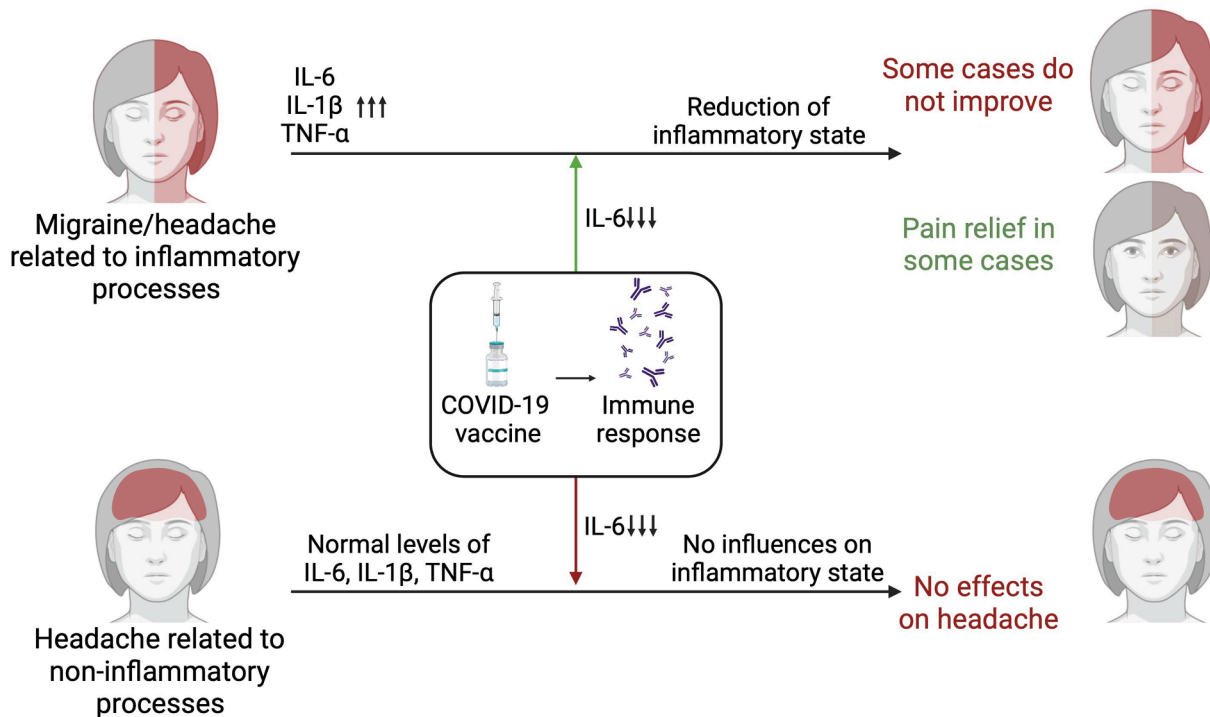 IL-6
IL-1β ↑↑↑
TNF-α
Reduction of
inflammatory state
Some cases do
not improve
Migraine/headache
related to inflammatory
processes
IL-6↓↓↓
Pain relief in
some cases
COVID-19
vaccine
Immune
response
IL-6↓↓↓
Normal levels of
IL-6, IL-1β, TNF-α
No influences on
inflammatory state
No effects
on headache
Headache related to
non-inflammatory
processes